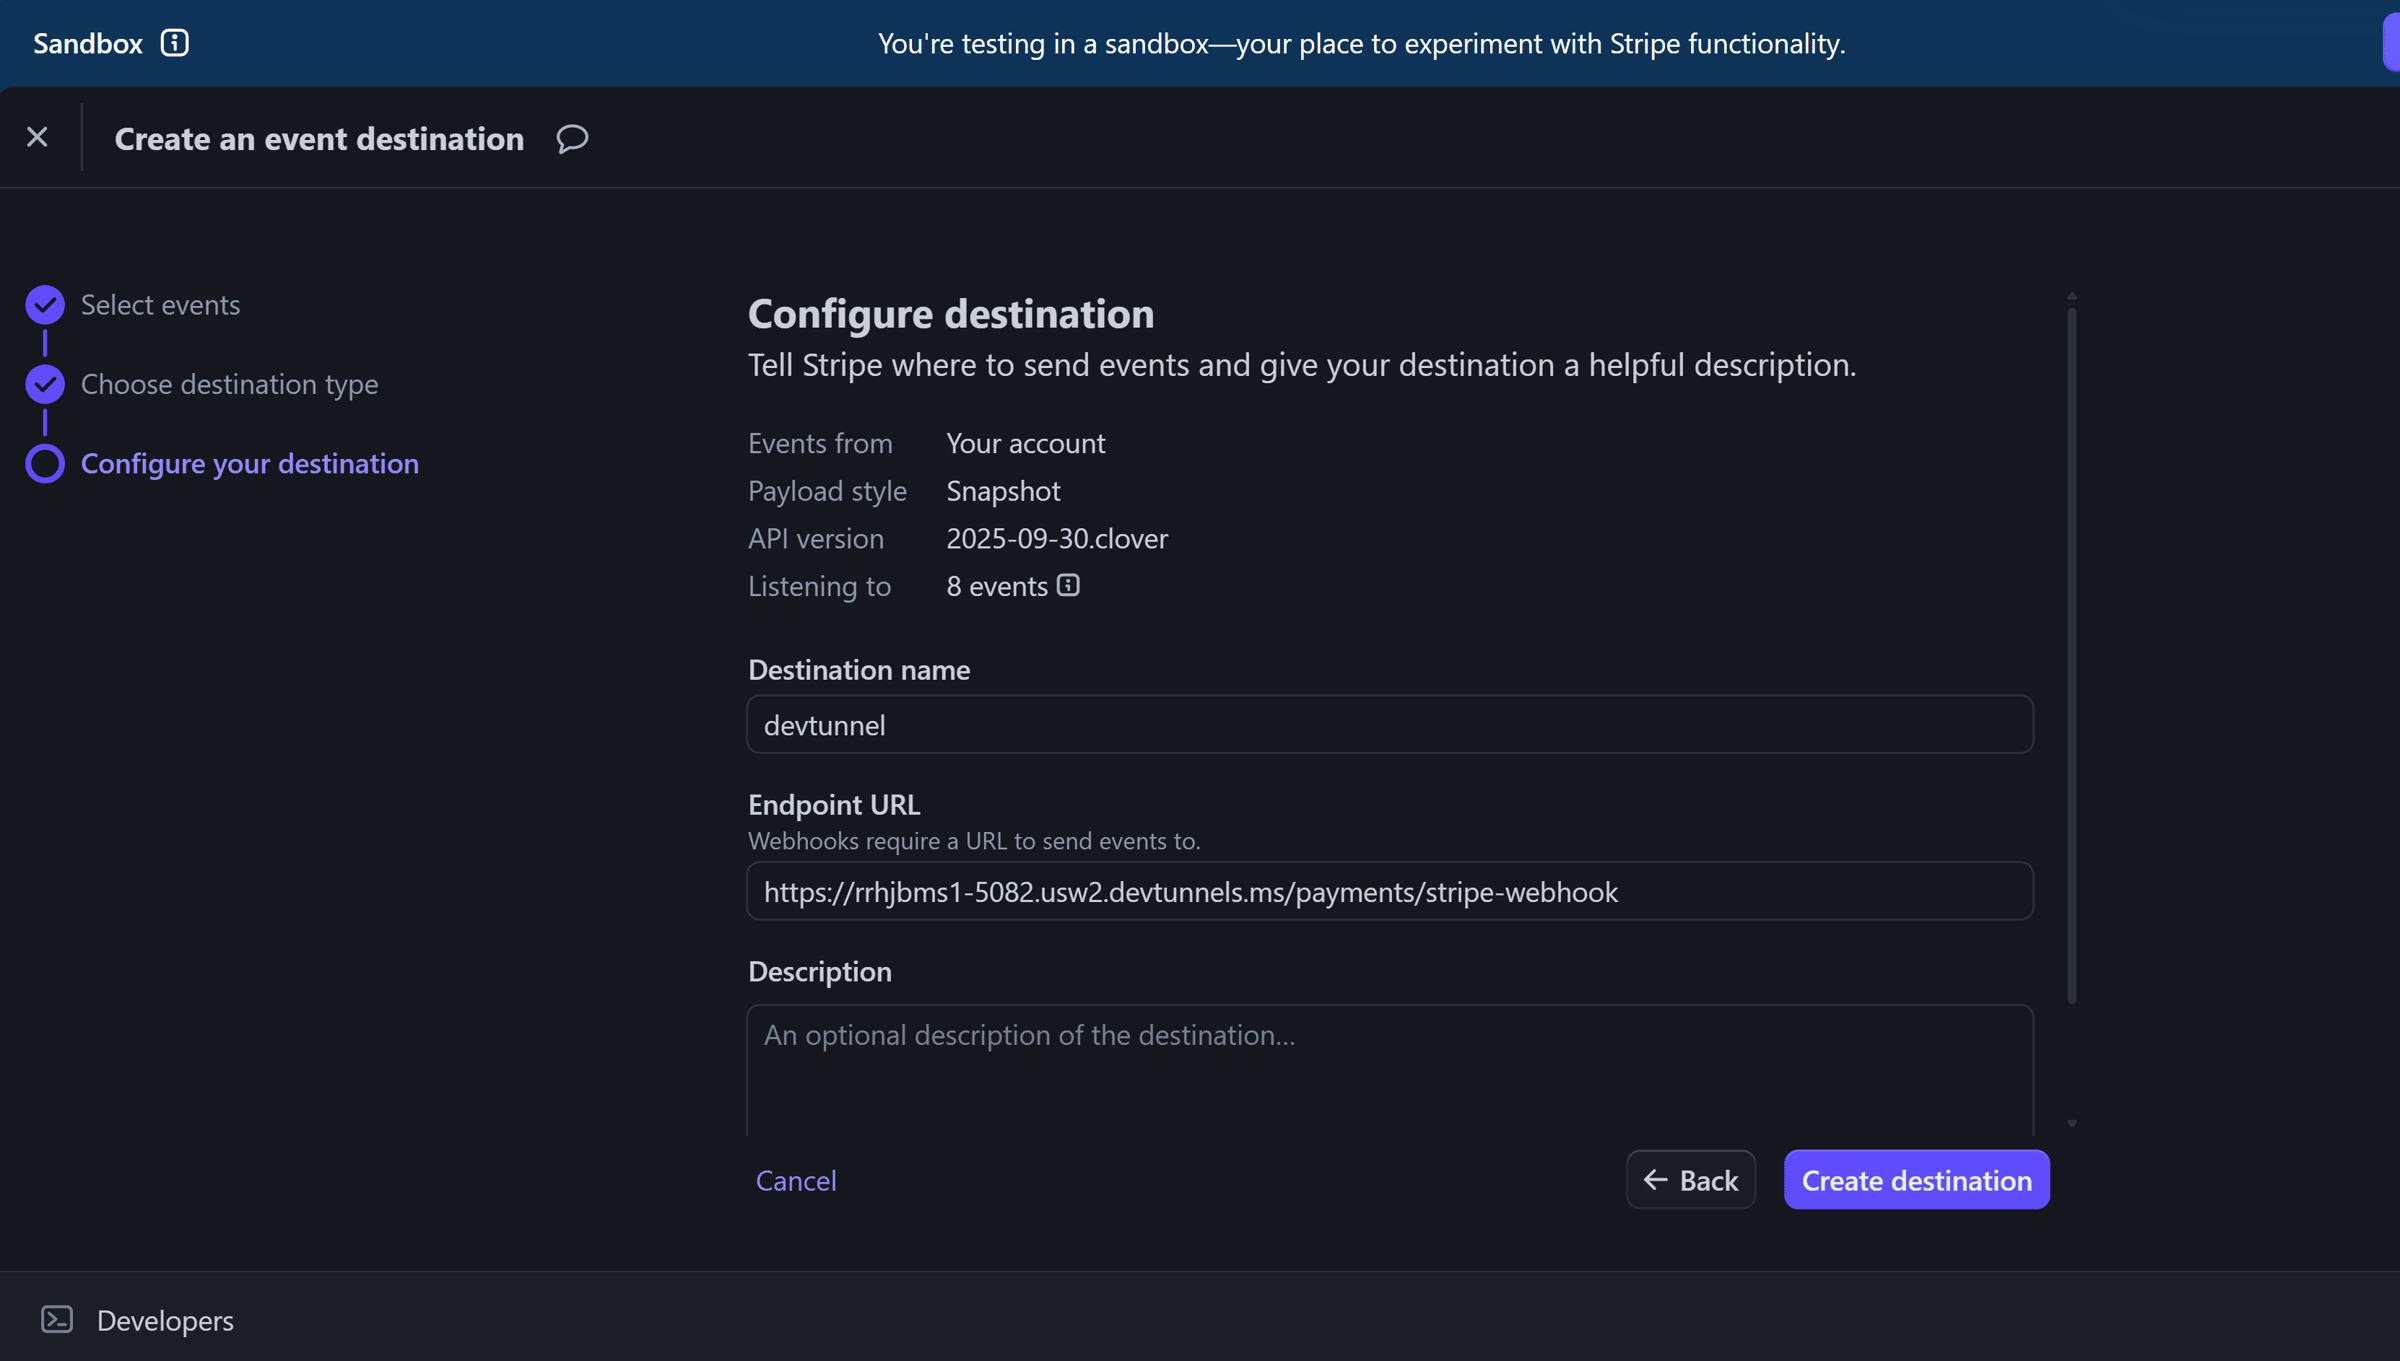 Sandbox
You're testing in a sandbox—your place to experiment with Stripe functionality.
Create an event destination
Select events
Choose destination type
Configure your destination
Configure destination
Tell Stripe where to send events and give your destination a helpful description.
Events from Your account
Payload style Snapshot
API version 2025-09-30.clover
Listening to 8 events
Destination name
devtunnel
Endpoint URL
Webhooks require a URL to send events to.
https://rrhjbms1-5082.usw2.devtunnels.ms/payments/stripe-webhook
Description
An optional description of the destination...
Cancel
Back
Create destination
Developers